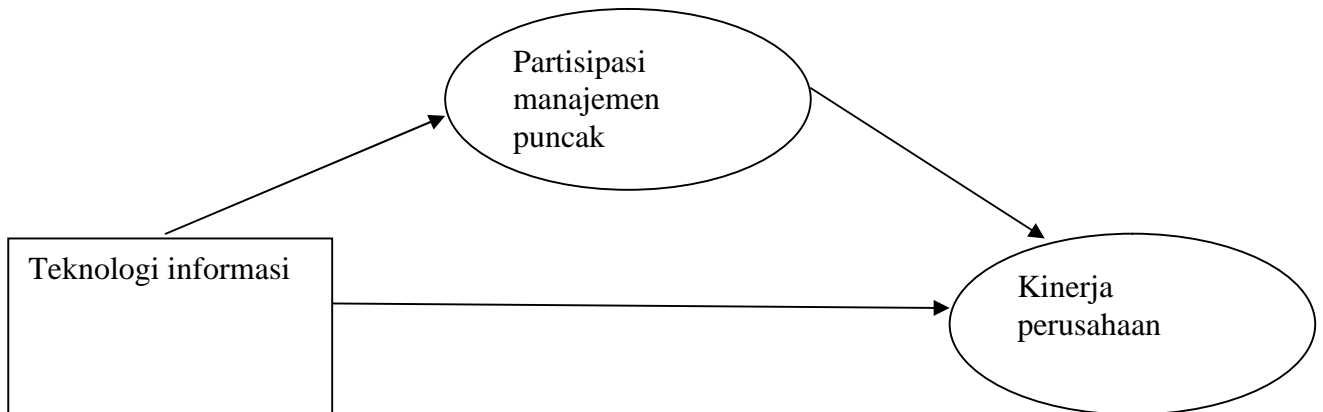 Partisipasi
manajemen
puncak
Teknologi informasi
Kinerja
perusahaan